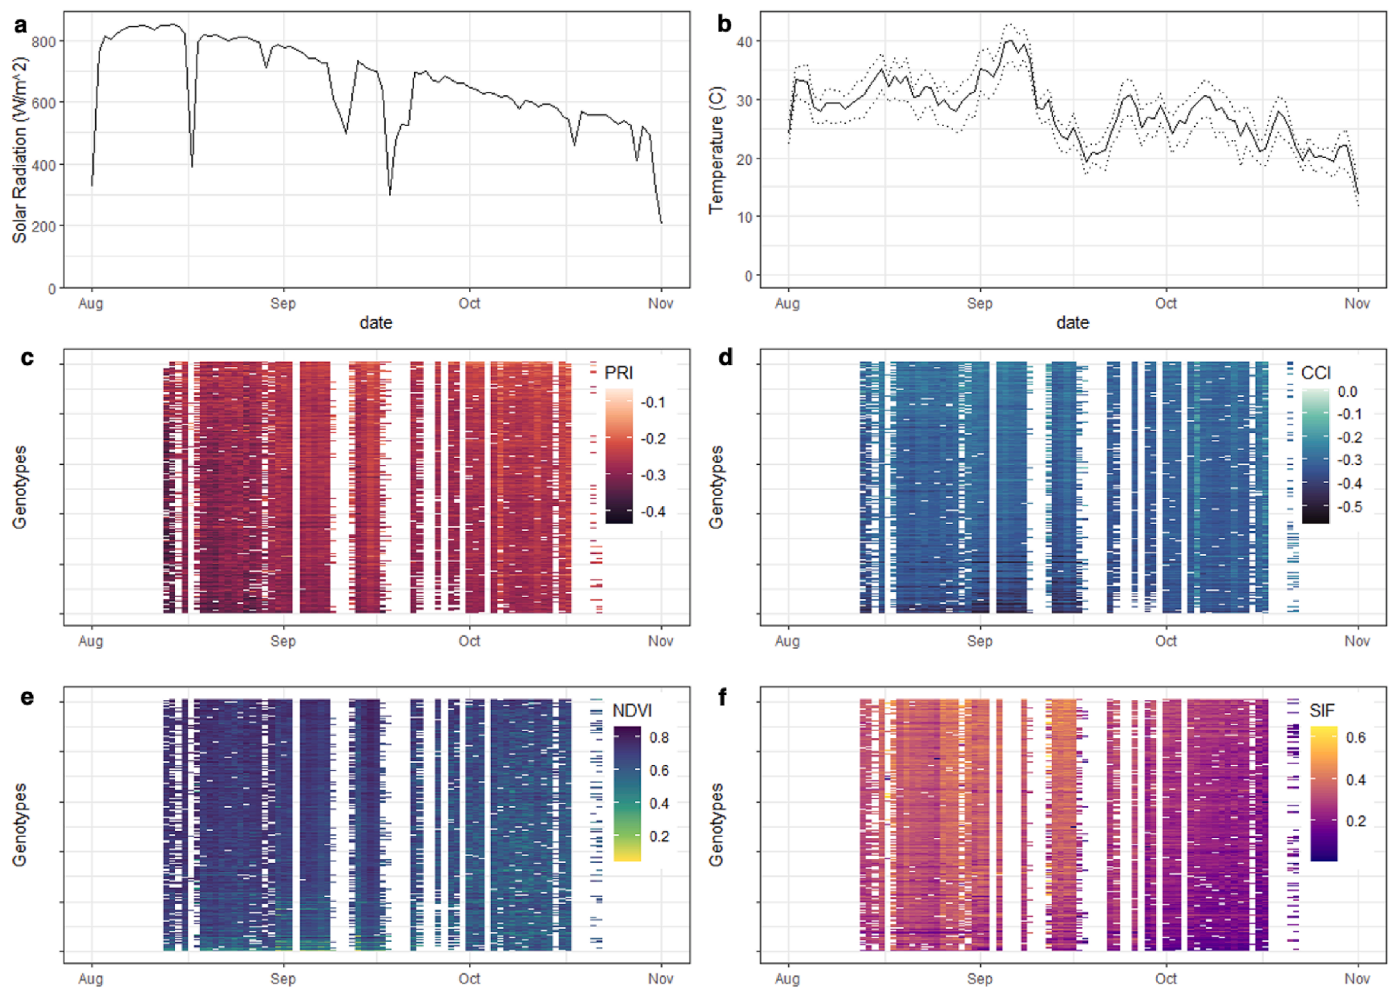 a
Solar Radiation (W/m^2)
800
600
400
200
0
Aug
Sep
Oct
Nov
date
b
Temperature (C)
40
30
20
10
0
Aug
Sep
Oct
Nov
date
c
Genotypes
PRI
-0.1
-0.2
-0.3
-0.4
Aug
Sep
Oct
Nov
d
Genotypes
CCI
0.0
-0.1
-0.2
-0.3
-0.4
-0.5
Aug
Sep
Oct
Nov
e
Genotypes
NDVI
0.8
0.6
0.4
0.2
Aug
Sep
Oct
Nov
f
Genotypes
SIF
0.6
0.4
0.2
Aug
Sep
Oct
Nov